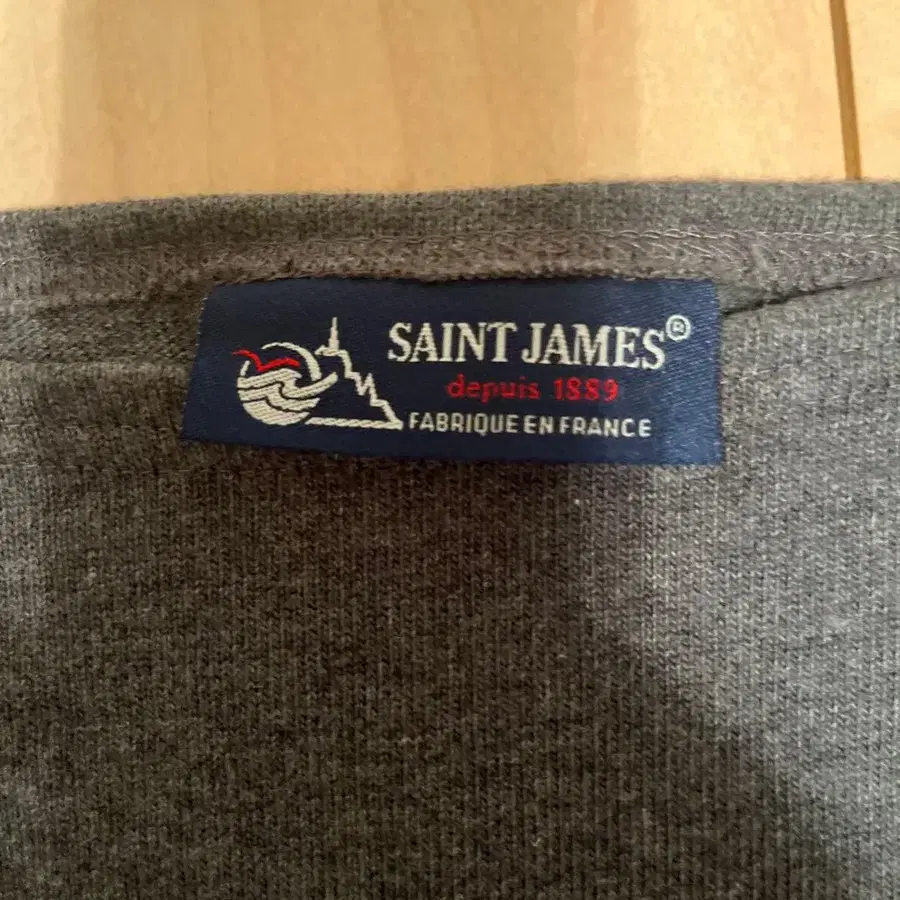 SAINT JAMES®
depuis 1889
FABRIQUE EN FRANCE